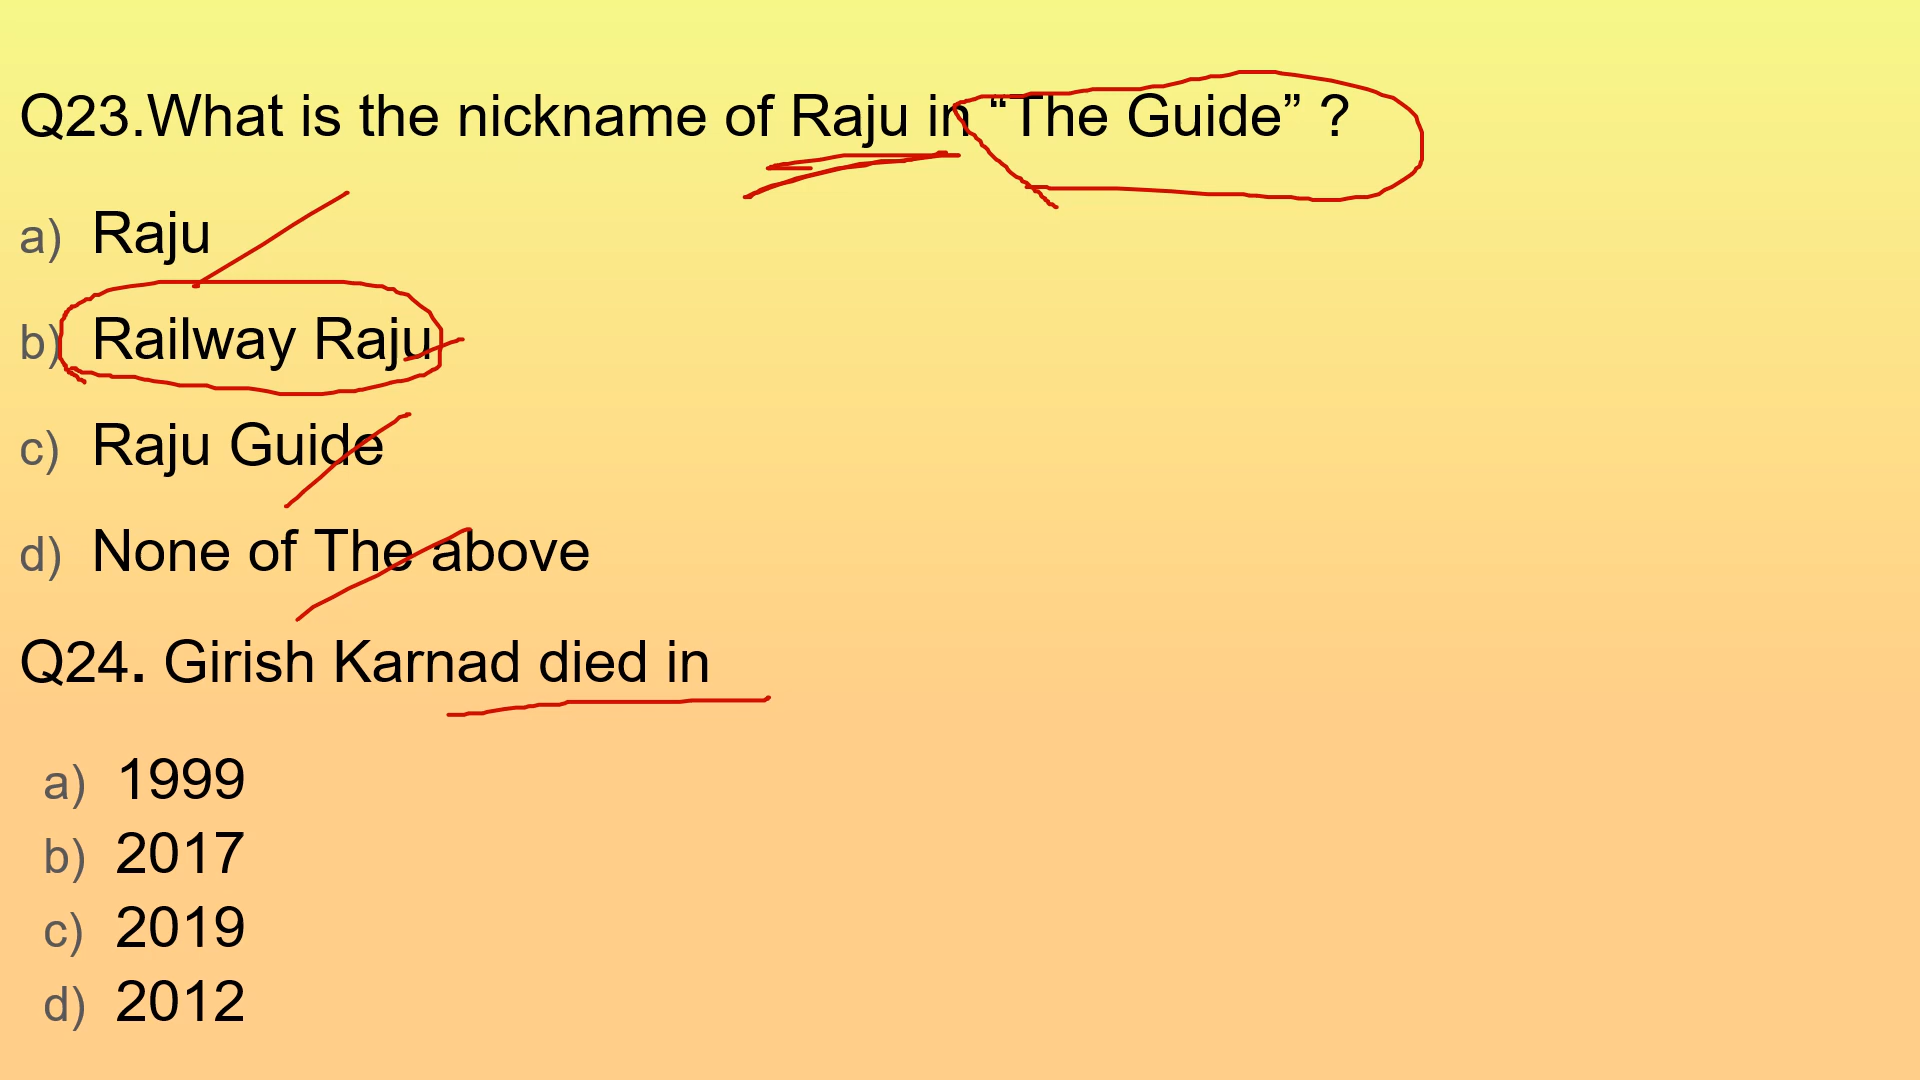 Q23.What is the nickname of Raju in “The Guide” ?
a) Raju
b) Railway Raju
c) Raju Guide
d) None of The above
Q24. Girish Karnad died in
a) 1999
b) 2017
c) 2019
d) 2012